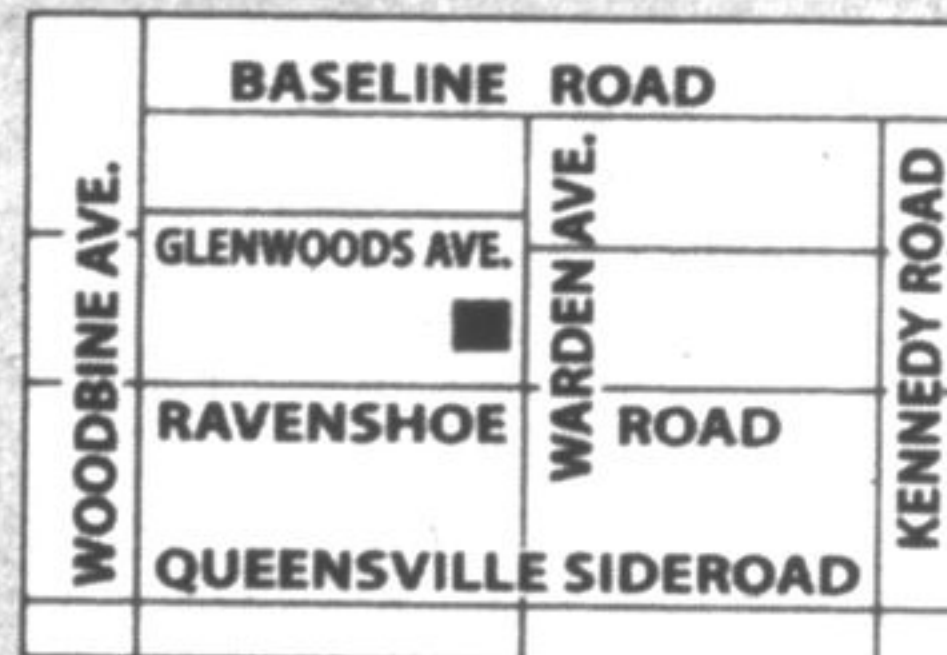 BASELINE ROAD
WOODBINE AVE.
GLENWOODS AVE.
WARDEN AVE.
KENNEDY ROAD
RAVENSHOE ROAD
QUEENSVILLE SIDEROAD